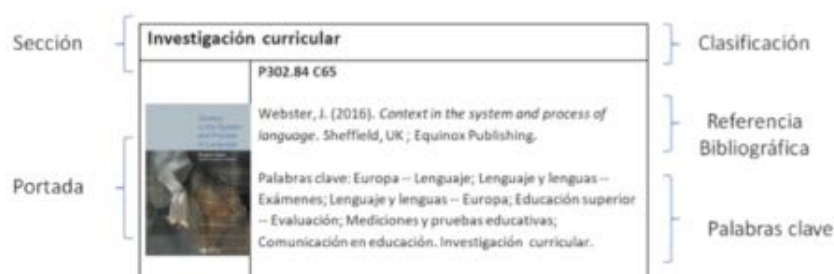 Sección
Investigación curricular
Clasificación
P302.84 C65
Webster, J. (2016). Context in the system and process of
language. Sheffield, UK ; Equinox Publishing.
Referencia
Bibliográfica
Portada
Palabras clave: Europa -- Lenguaje; Lenguaje y lenguas --
Exámenes; Lenguaje y lenguas -- Europa; Educación superior
-- Evaluación; Mediciones y pruebas educativas;
Comunicación en educación. Investigación curricular.
Palabras clave